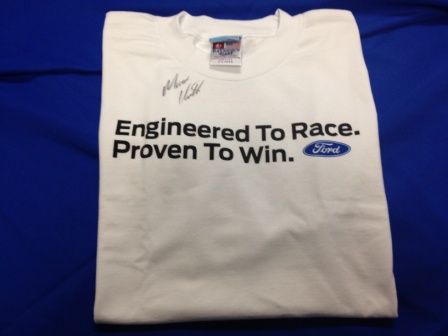 Engineered To Race.
Proven To Win. Ford